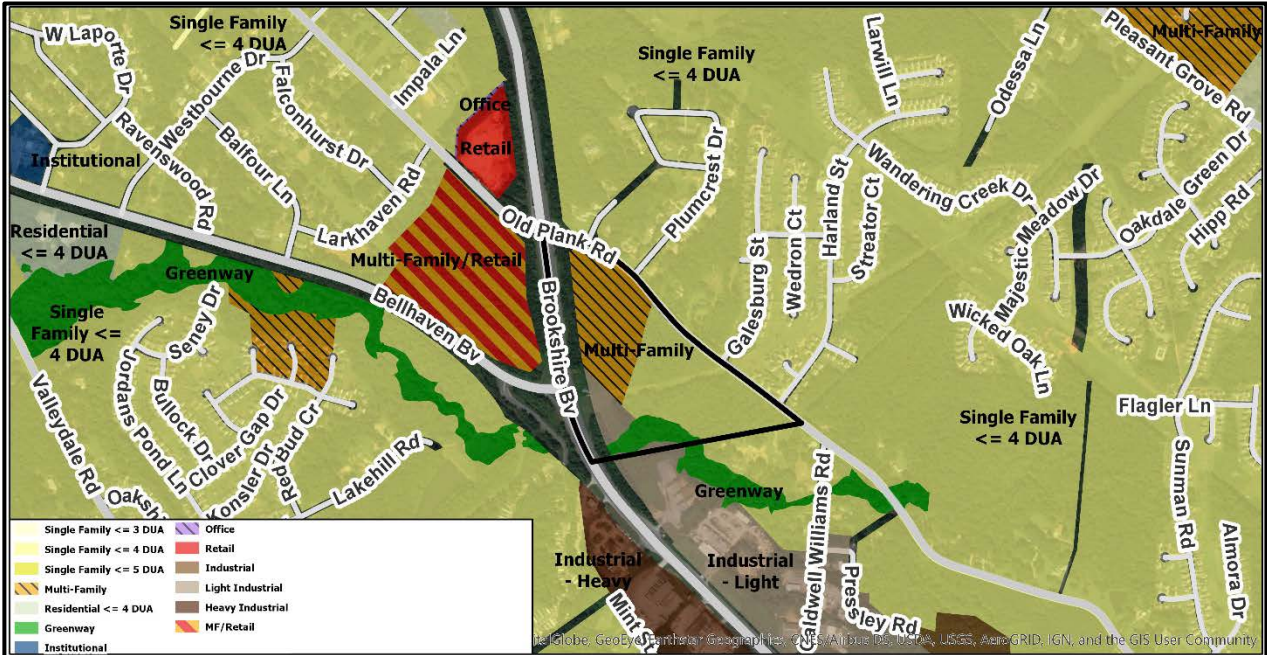 Single Family
<= 4 DUA
W Laporte Dr
Westbourne Dr
Falconhurst Dr
Impala Ln
Ravenswood Rp
Balfour Ln
Larkhaven Rd
Institutional
Office
Retail
Single Family
<= 4 DUA
Larwill Ln
Odessa Ln
Multi-Family
Pleasant Grove Rd
Old Plank Rd
Plumcrest Dr
Galesburg St
Wedron Ct
Harland St
Streator Ct
Wandering Creek Dr
Majestic Meadow Dr
Wicked Oak Ln
Oakdale Green Dr
Hipp Rd
Residential
<= 4 DUA
Greenway
Multi-Family/Retail
Bellhaven Bv
Brookshire Bv
Multi-Family
Single
Family <=
4 DUA
Seney Dr
Jordans Pond Ln
Bullock Dr
Clover Gap Dr
Konsler Dr
Red Bud Cr
Lakehill Rd
Valleydale Rd
Single Family
<= 4 DUA
Flagler Ln
Sunman Rd
Almora Dr
Greenway
Industrial
- Heavy
Industrial
- Light
Caldwell Williams Rd
Pressley Rd
Mint St
Single Family <= 3 DUA
Single Family <= 4 DUA
Single Family <= 5 DUA
Multi-Family
Residential <= 4 DUA
Greenway
Institutional
Office
Retail
Industrial
Light Industrial
Heavy Industrial
MF/Retail
Globe, GeoEye, Earthstar Geographics, CNES/Airbus DS, USDA, USGS, AeroGRID, IGN, and the GIS User Community